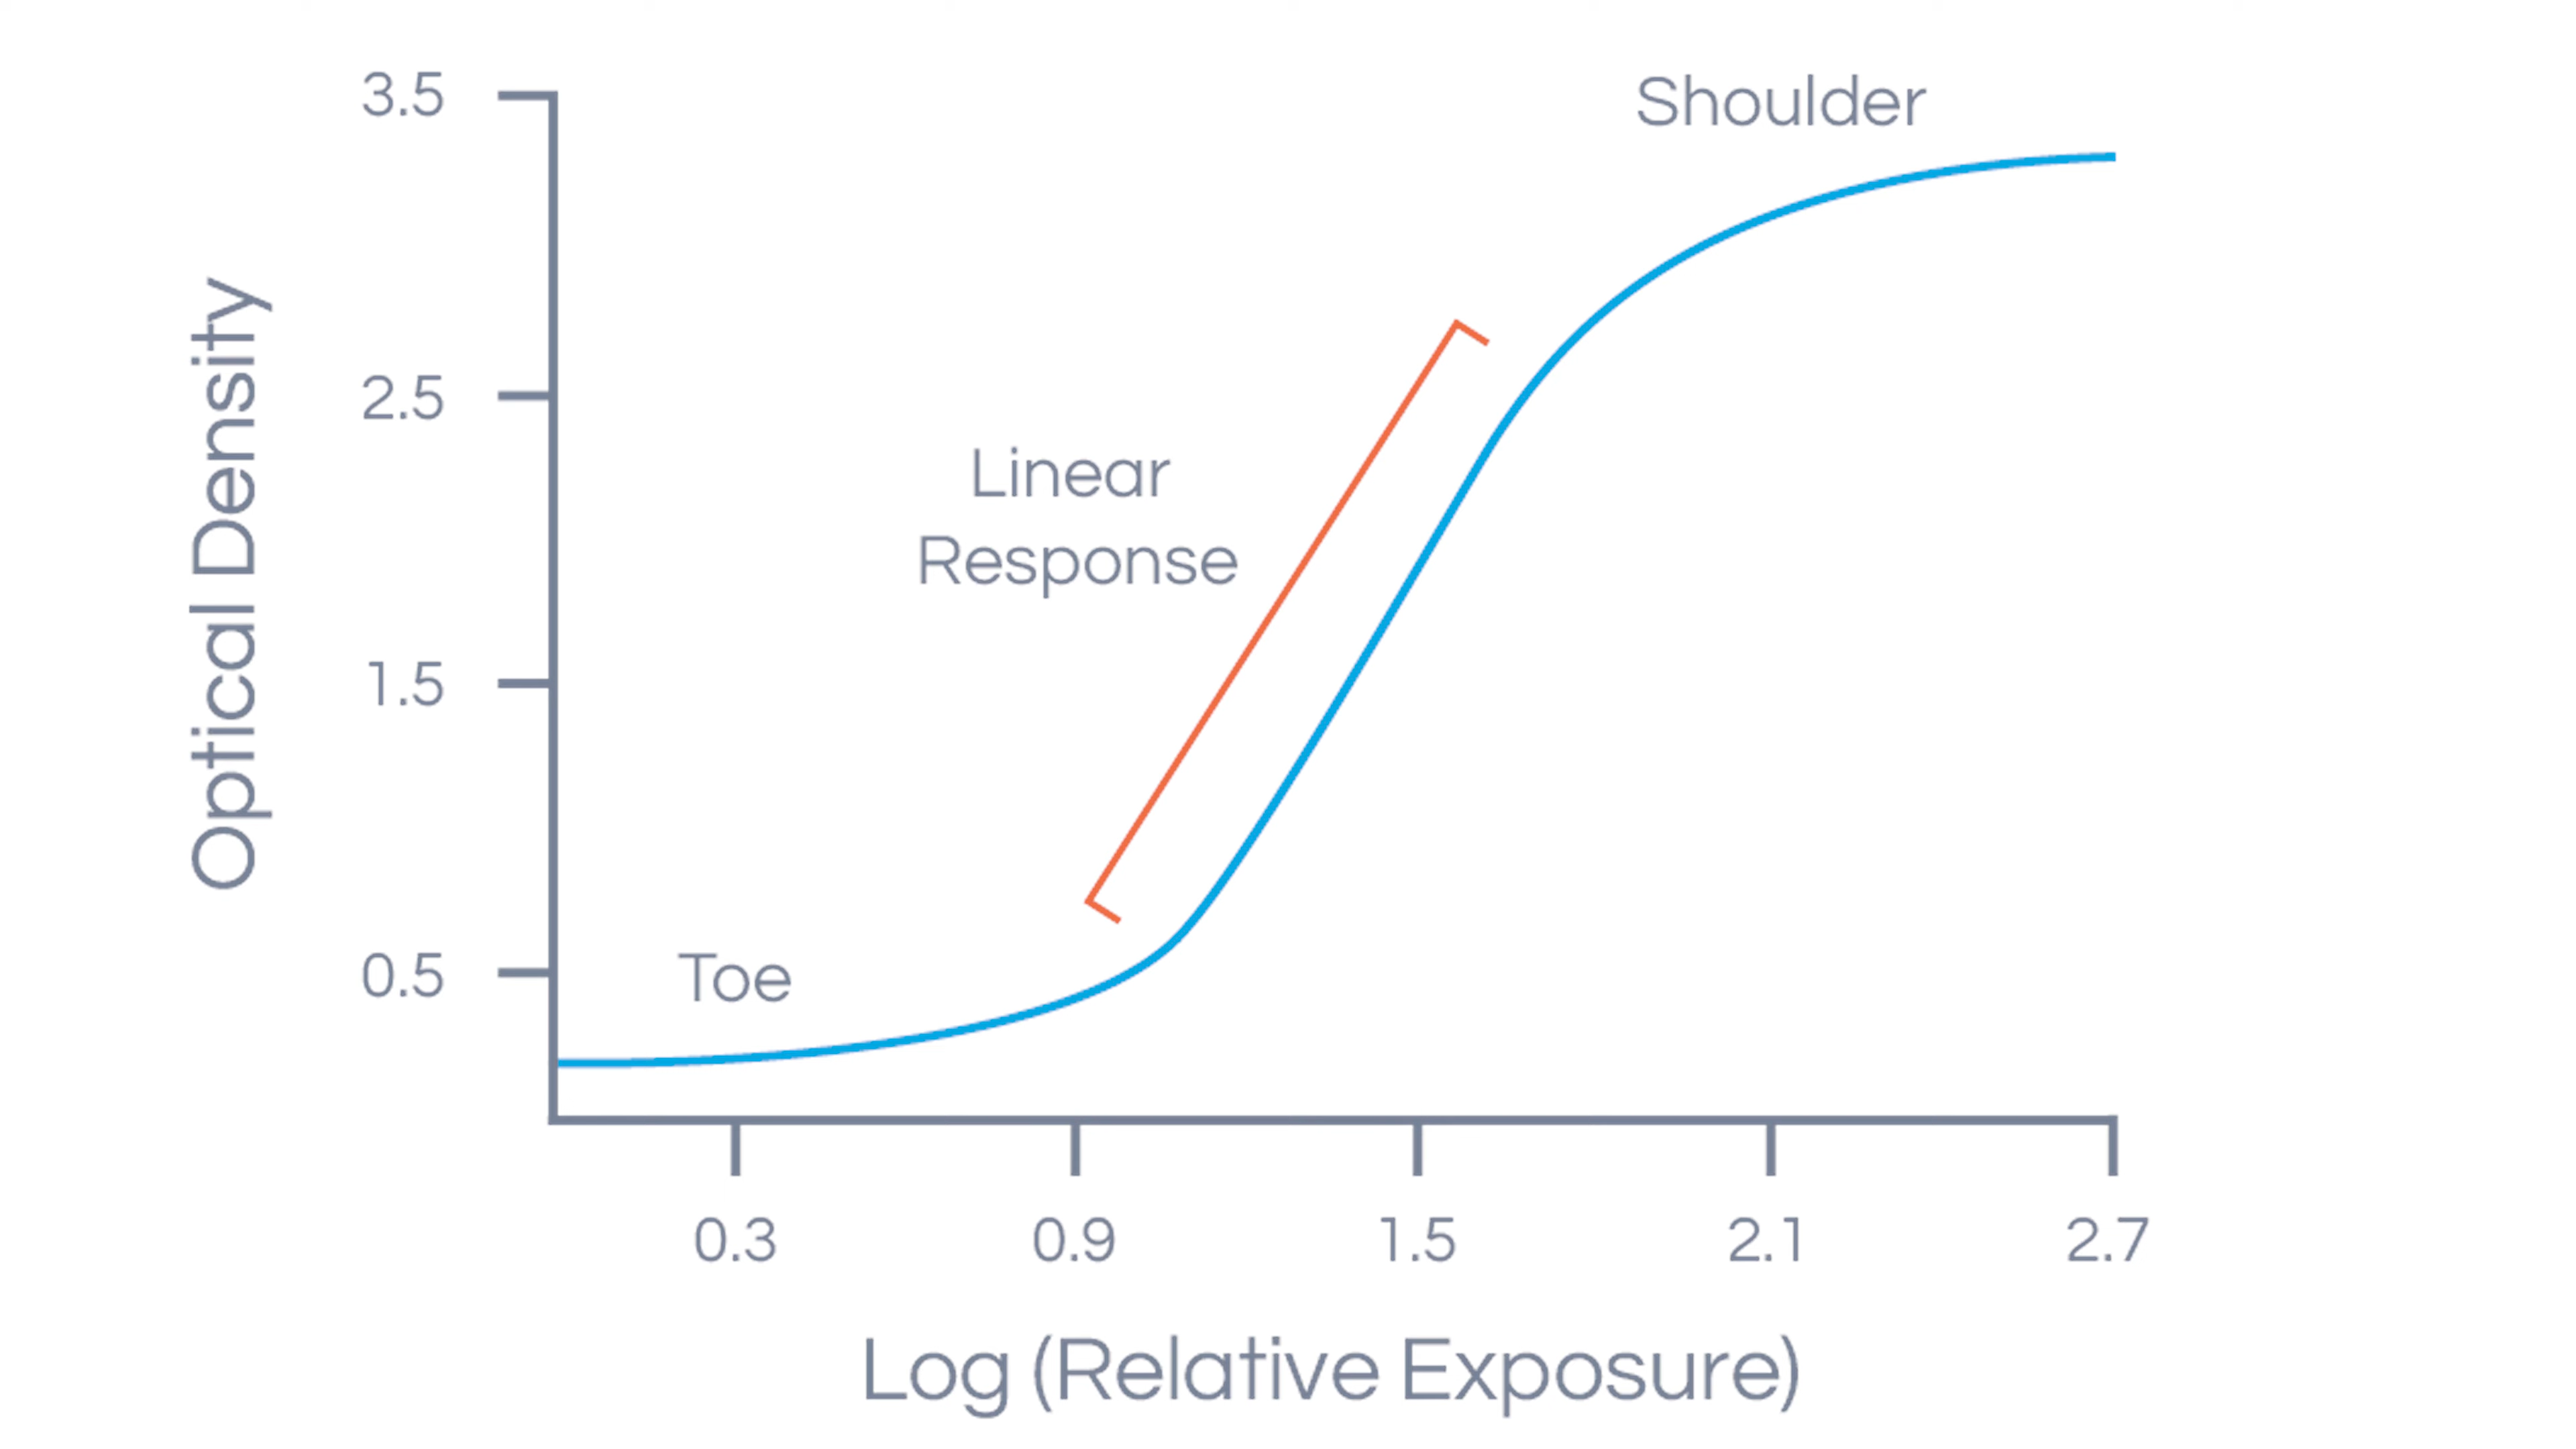 3.5
Shoulder
2.5
Linear
Response
1.5
Optical Density
0.5
Toe
0.3
0.9
1.5
2.1
2.7
Log (Relative Exposure)